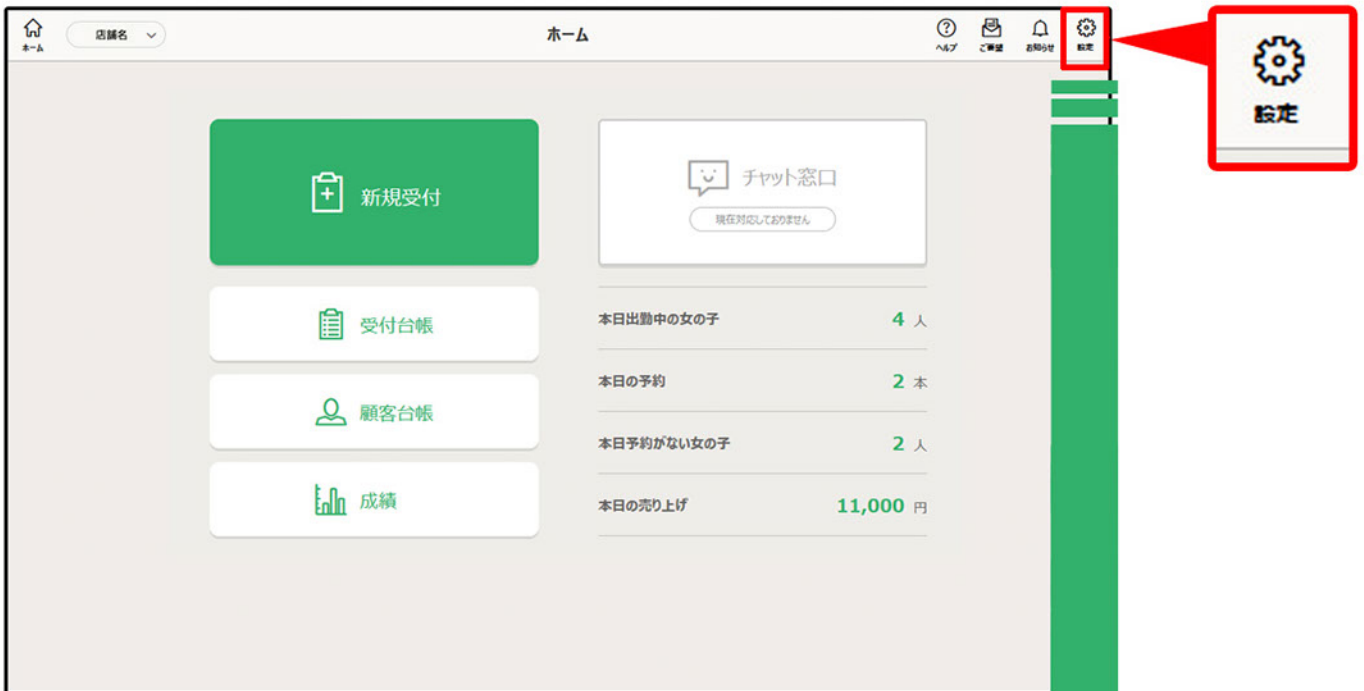 ホーム
店舗名
ホーム
ヘルプ
ご要望
お知らせ
設定
設定
新規受付
チャット窓口
現在対応しておりません
受付台帳
本日出勤中の女の子 4 人
本日の予約 2 本
顧客台帳
本日予約がない女の子 2 人
成績
本日の売り上げ 11,000 円